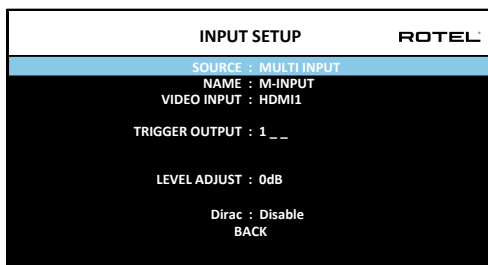 INPUT SETUP ROTEL
SOURCE : MULTI INPUT
NAME : M-INPUT
VIDEO INPUT : HDMI1
TRIGGER OUTPUT : 1 _ _
LEVEL ADJUST : 0dB
Dirac : Disable
BACK